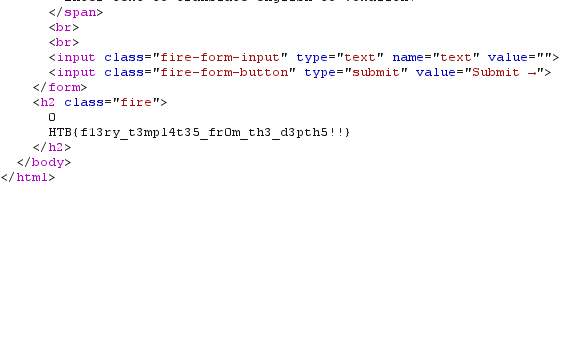 </span>
<br>
<br>
<input class="fire-form-input" type="text" name="text" value="">
<input class="fire-form-button" type="submit" value="Submit →">
</form>
<h2 class="fire">
0
HTB{f13ry_t3mpl4t35_fr0m_th3_d3pth5!!}
</h2>
</body>
</html>